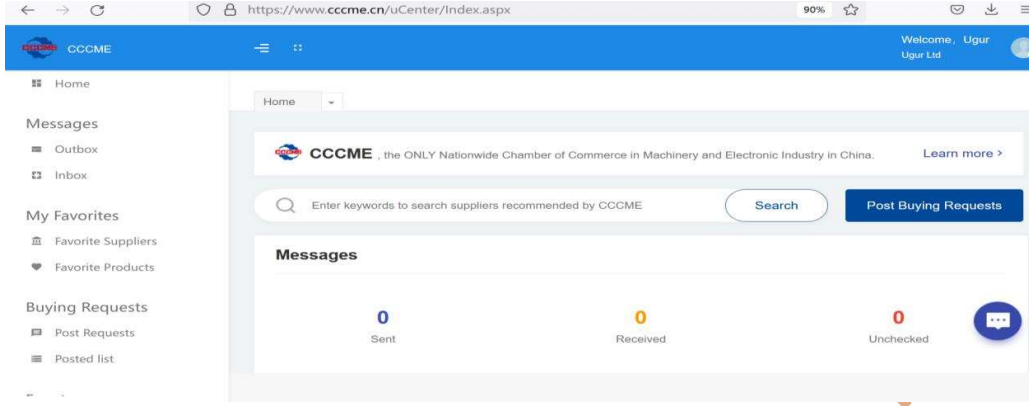 https://www.cccme.cn/uCenter/Index.aspx
90%
CCCME CCCME
Welcome, Ugur
Ugur Ltd
Home
Messages
Outbox
Inbox
My Favorites
Favorite Suppliers
Favorite Products
Buying Requests
Post Requests
Posted list
Home
CCCME CCCME , the ONLY Nationwide Chamber of Commerce in Machinery and Electronic Industry in China. Learn more >
Enter keywords to search suppliers recommended by CCCME
Search
Post Buying Requests
Messages
0 0 0
Sent Received Unchecked